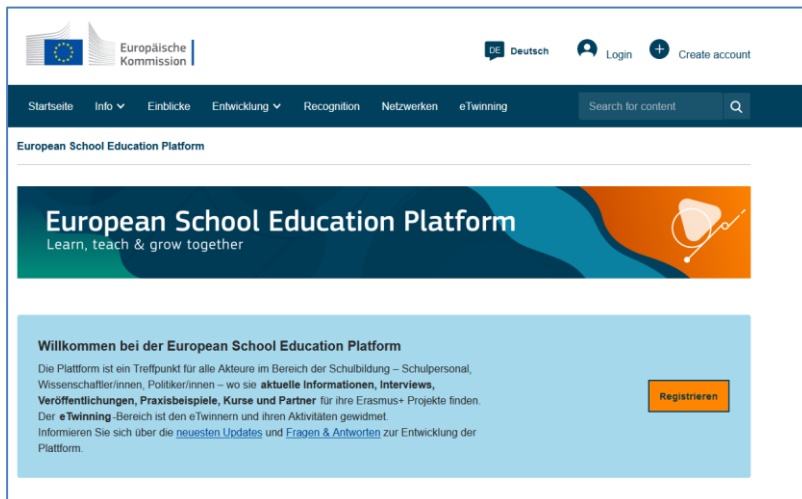 Europäische
Kommission
DE Deutsch
Login
Create account
Startseite Info Einblicke Entwicklung Recognition Netzwerken eTwinning
Search for content
European School Education Platform
European School Education Platform
Learn, teach & grow together
Willkommen bei der European School Education Platform
Die Plattform ist ein Treffpunkt für alle Akteure im Bereich der Schulbildung – Schulpersonal,
Wissenschaftler/innen, Politiker/innen – wo sie aktuelle Informationen, Interviews,
Veröffentlichungen, Praxisbeispiele, Kurse und Partner für ihre Erasmus+ Projekte finden.
Der eTwinning-Bereich ist den eTwinnern und ihren Aktivitäten gewidmet.
Informieren Sie sich über die neuesten Updates und Fragen & Antworten zur Entwicklung der
Plattform.
Registrieren